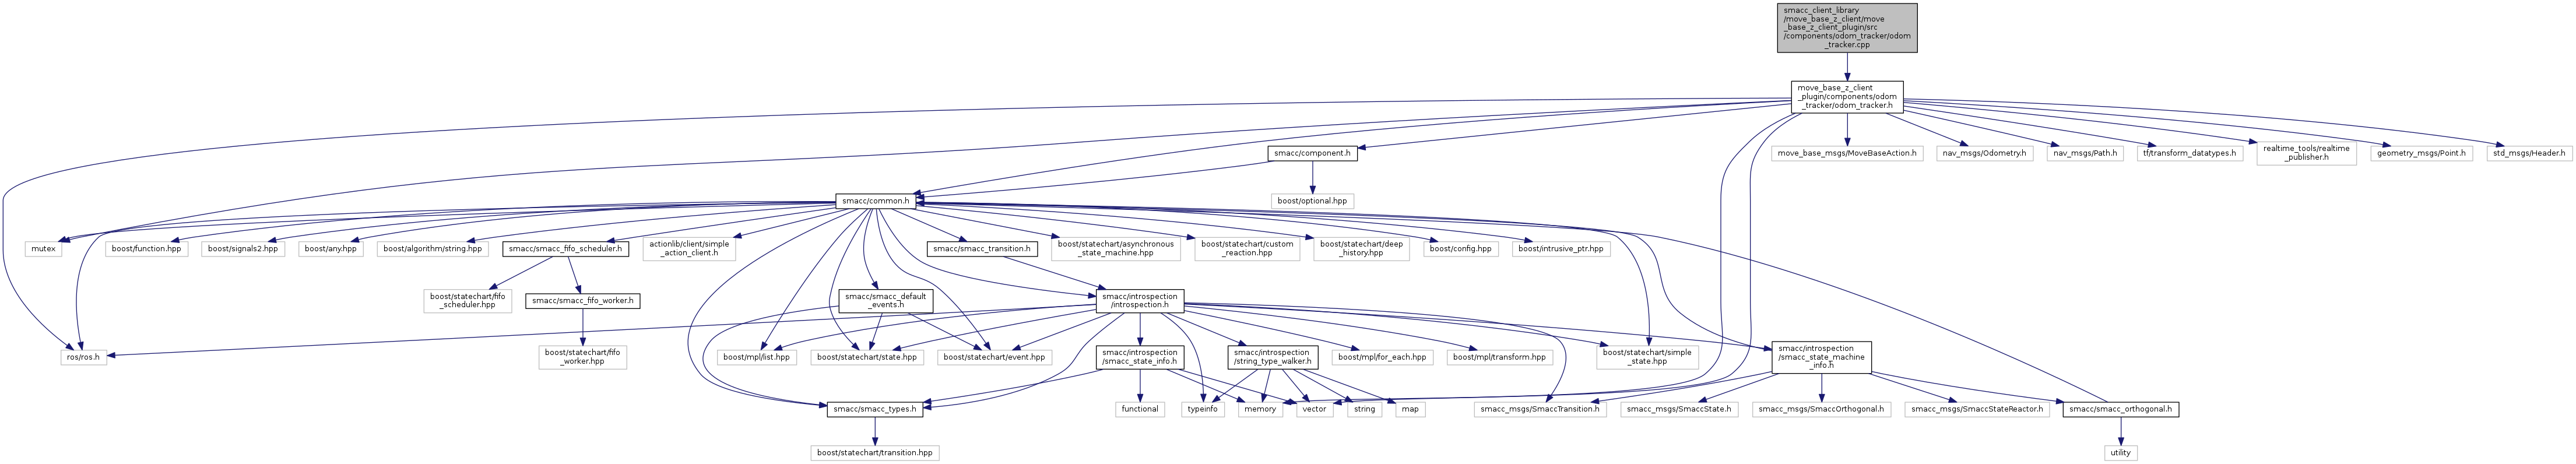 smacc_client_library
/move_base_z_client/move
_base_z_client_plugin/src
/components/odom_tracker/odom
_tracker.cpp
move_base_z_client
_plugin/components/odom
_tracker/odom_tracker.h
smacc/component.h
move_base_msgs/MoveBaseAction.h
nav_msgs/Odometry.h
nav_msgs/Path.h
tf/transform_datatypes.h
realtime_tools/realtime
_publisher.h
geometry_msgs/Point.h
std_msgs/Header.h
smacc/common.h
boost/optional.hpp
mutex
boost/function.hpp
boost/signals2.hpp
boost/any.hpp
boost/algorithm/string.hpp
smacc/smacc_fifo_scheduler.h
actionlib/client/simple
_action_client.h
smacc/smacc_transition.h
boost/statechart/asynchronous
_state_machine.hpp
boost/statechart/custom
_reaction.hpp
boost/statechart/deep
_history.hpp
boost/config.hpp
boost/intrusive_ptr.hpp
boost/statechart/fifo
_scheduler.hpp
smacc/smacc_fifo_worker.h
smacc/smacc_default
_events.h
smacc/introspection
/introspection.h
ros/ros.h
boost/statechart/fifo
_worker.hpp
boost/mpl/list.hpp
boost/statechart/state.hpp
boost/statechart/event.hpp
smacc/introspection
/smacc_state_info.h
smacc/introspection
/string_type_walker.h
boost/mpl/for_each.hpp
boost/mpl/transform.hpp
boost/statechart/simple
_state.hpp
smacc/introspection
/smacc_state_machine
_info.h
smacc/smacc_types.h
functional
typeinfo
memory
vector
string
map
smacc_msgs/SmaccTransition.h
smacc_msgs/SmaccState.h
smacc_msgs/SmaccOrthogonal.h
smacc_msgs/SmaccStateReactor.h
smacc/smacc_orthogonal.h
boost/statechart/transition.hpp
utility